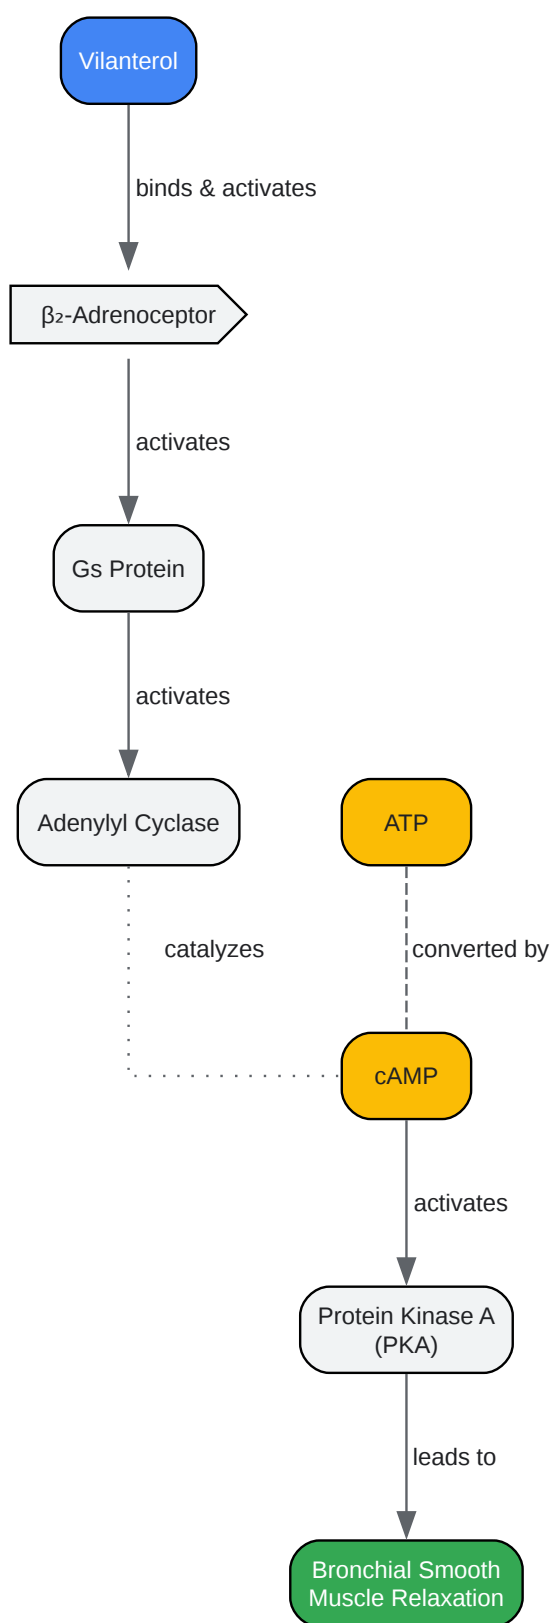 Vilanterol
binds & activates
β₂-Adrenoceptor
activates
Gs Protein
activates
Adenylyl Cyclase
ATP
catalyzes
converted by
cAMP
activates
Protein Kinase A
(PKA)
leads to
Bronchial Smooth
Muscle Relaxation